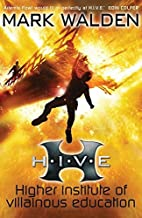 MARK WALDEN
H·I·V·E
Higher institute of
villainous education